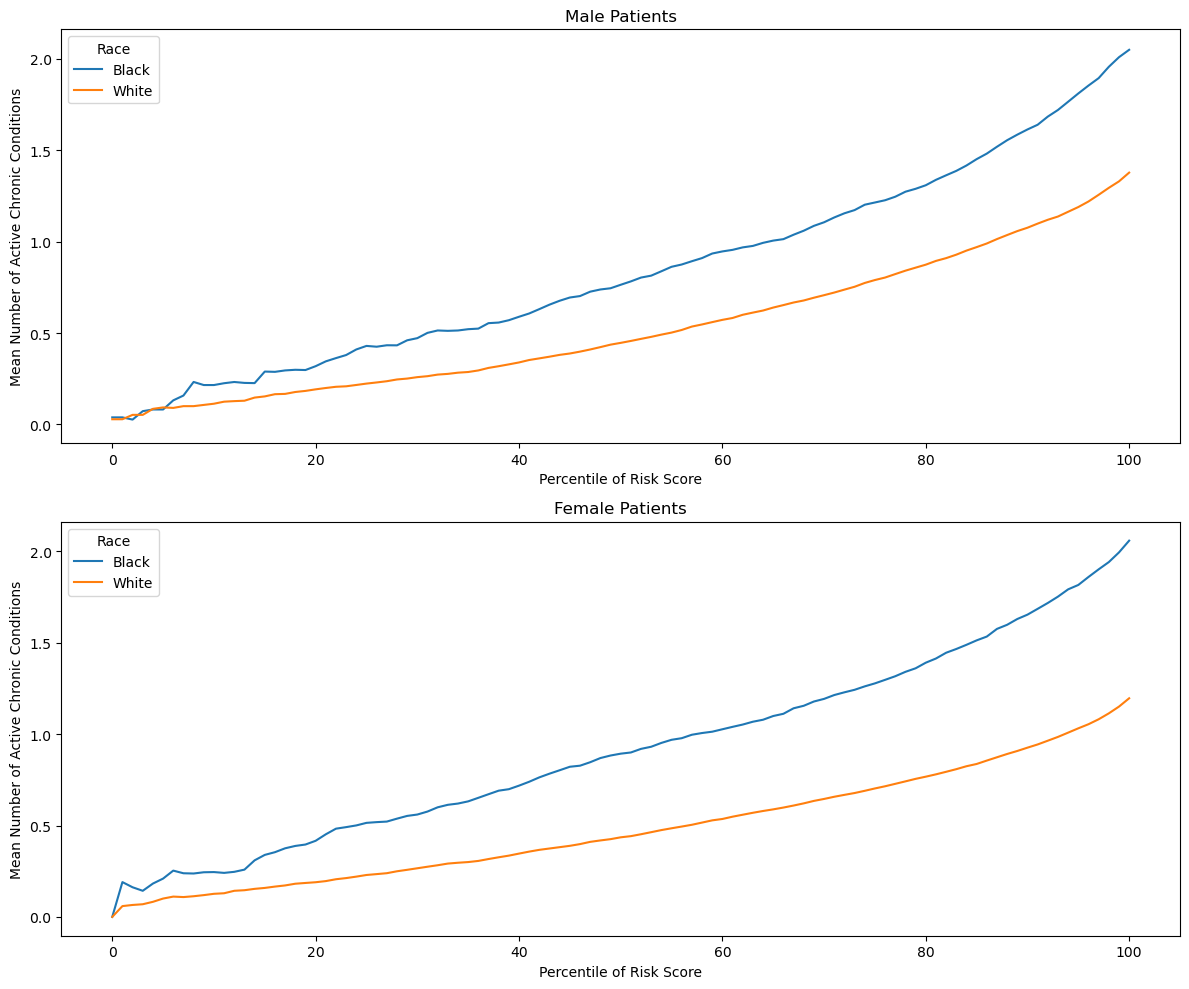 Male Patients
Race
Black
White
2.0
1.5
1.0
0.5
0.0
Mean Number of Active Chronic Conditions
0 20 40 60 80 100
Percentile of Risk Score
Female Patients
Race
Black
White
2.0
1.5
1.0
0.5
0.0
Mean Number of Active Chronic Conditions
0 20 40 60 80 100
Percentile of Risk Score